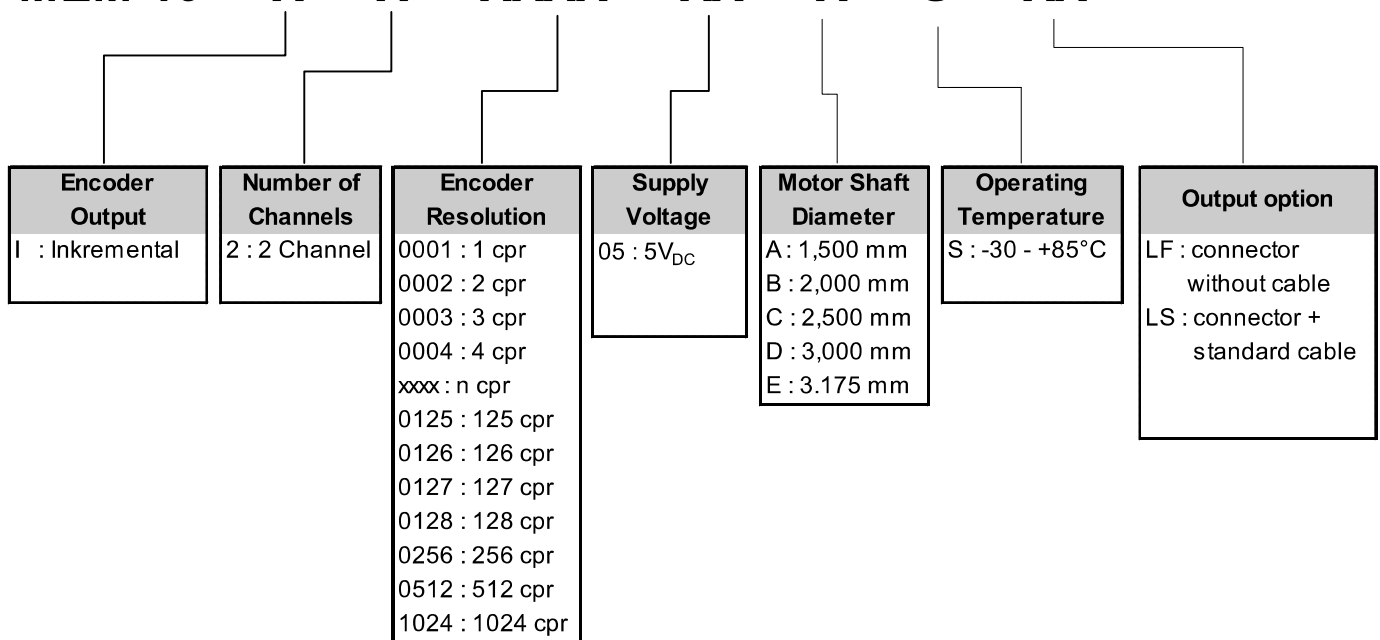 Encoder
Output
I : Inkremental
Number of
Channels
2 : 2 Channel
Encoder
Resolution
0001 : 1 cpr
0002 : 2 cpr
0003 : 3 cpr
0004 : 4 cpr
xxxx : n cpr
0125 : 125 cpr
0126 : 126 cpr
0127 : 127 cpr
0128 : 128 cpr
0256 : 256 cpr
0512 : 512 cpr
1024 : 1024 cpr
Supply
Voltage
05 : 5VDC
Motor Shaft
Diameter
A : 1,500 mm
B : 2,000 mm
C : 2,500 mm
D : 3,000 mm
E : 3.175 mm
Operating
Temperature
S : -30 - +85°C
Output option
LF : connector
without cable
LS : connector +
standard cable